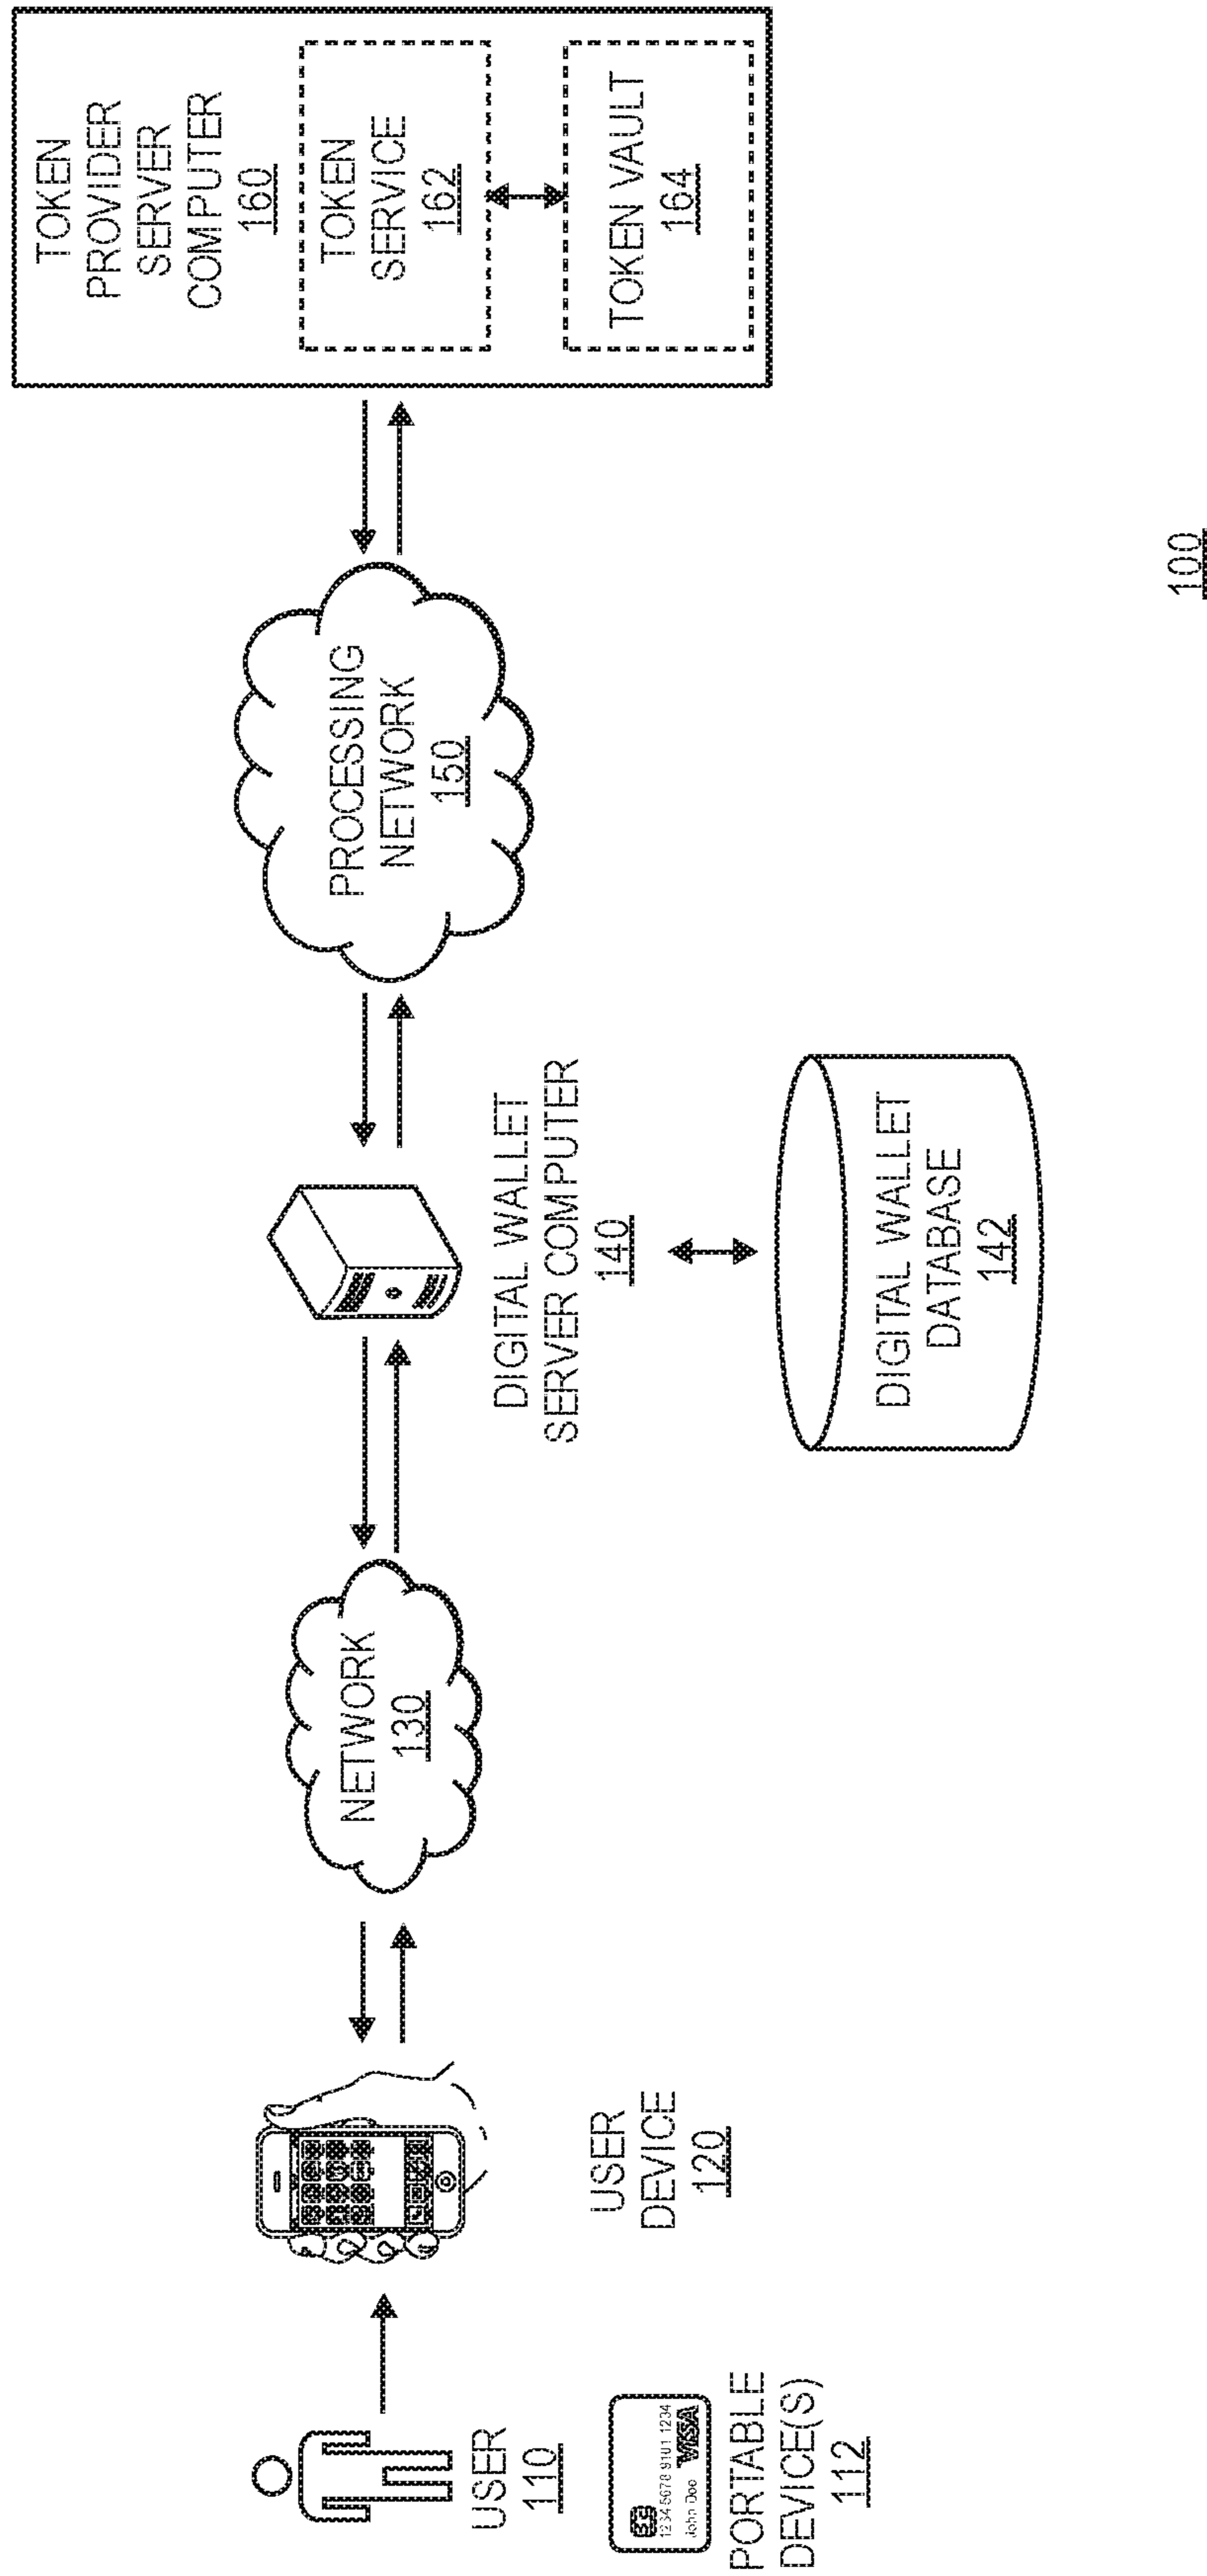 USER
110
1234 5678 9101 1234
John Doe
VISA
PORTABLE
DEVICE(S)
112
USER
DEVICE
120
NETWORK
130
DIGITAL WALLET
SERVER COMPUTER
140
DIGITAL WALLET
DATABASE
142
PROCESSING
NETWORK
150
TOKEN
PROVIDER
SERVER
COMPUTER
160
TOKEN
SERVICE
162
TOKEN VAULT
164
100